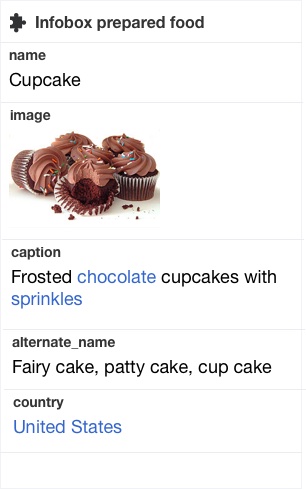 Infobox prepared food
name
Cupcake
image
caption
Frosted chocolate cupcakes with
sprinkles
alternate_name
Fairy cake, patty cake, cup cake
country
United States